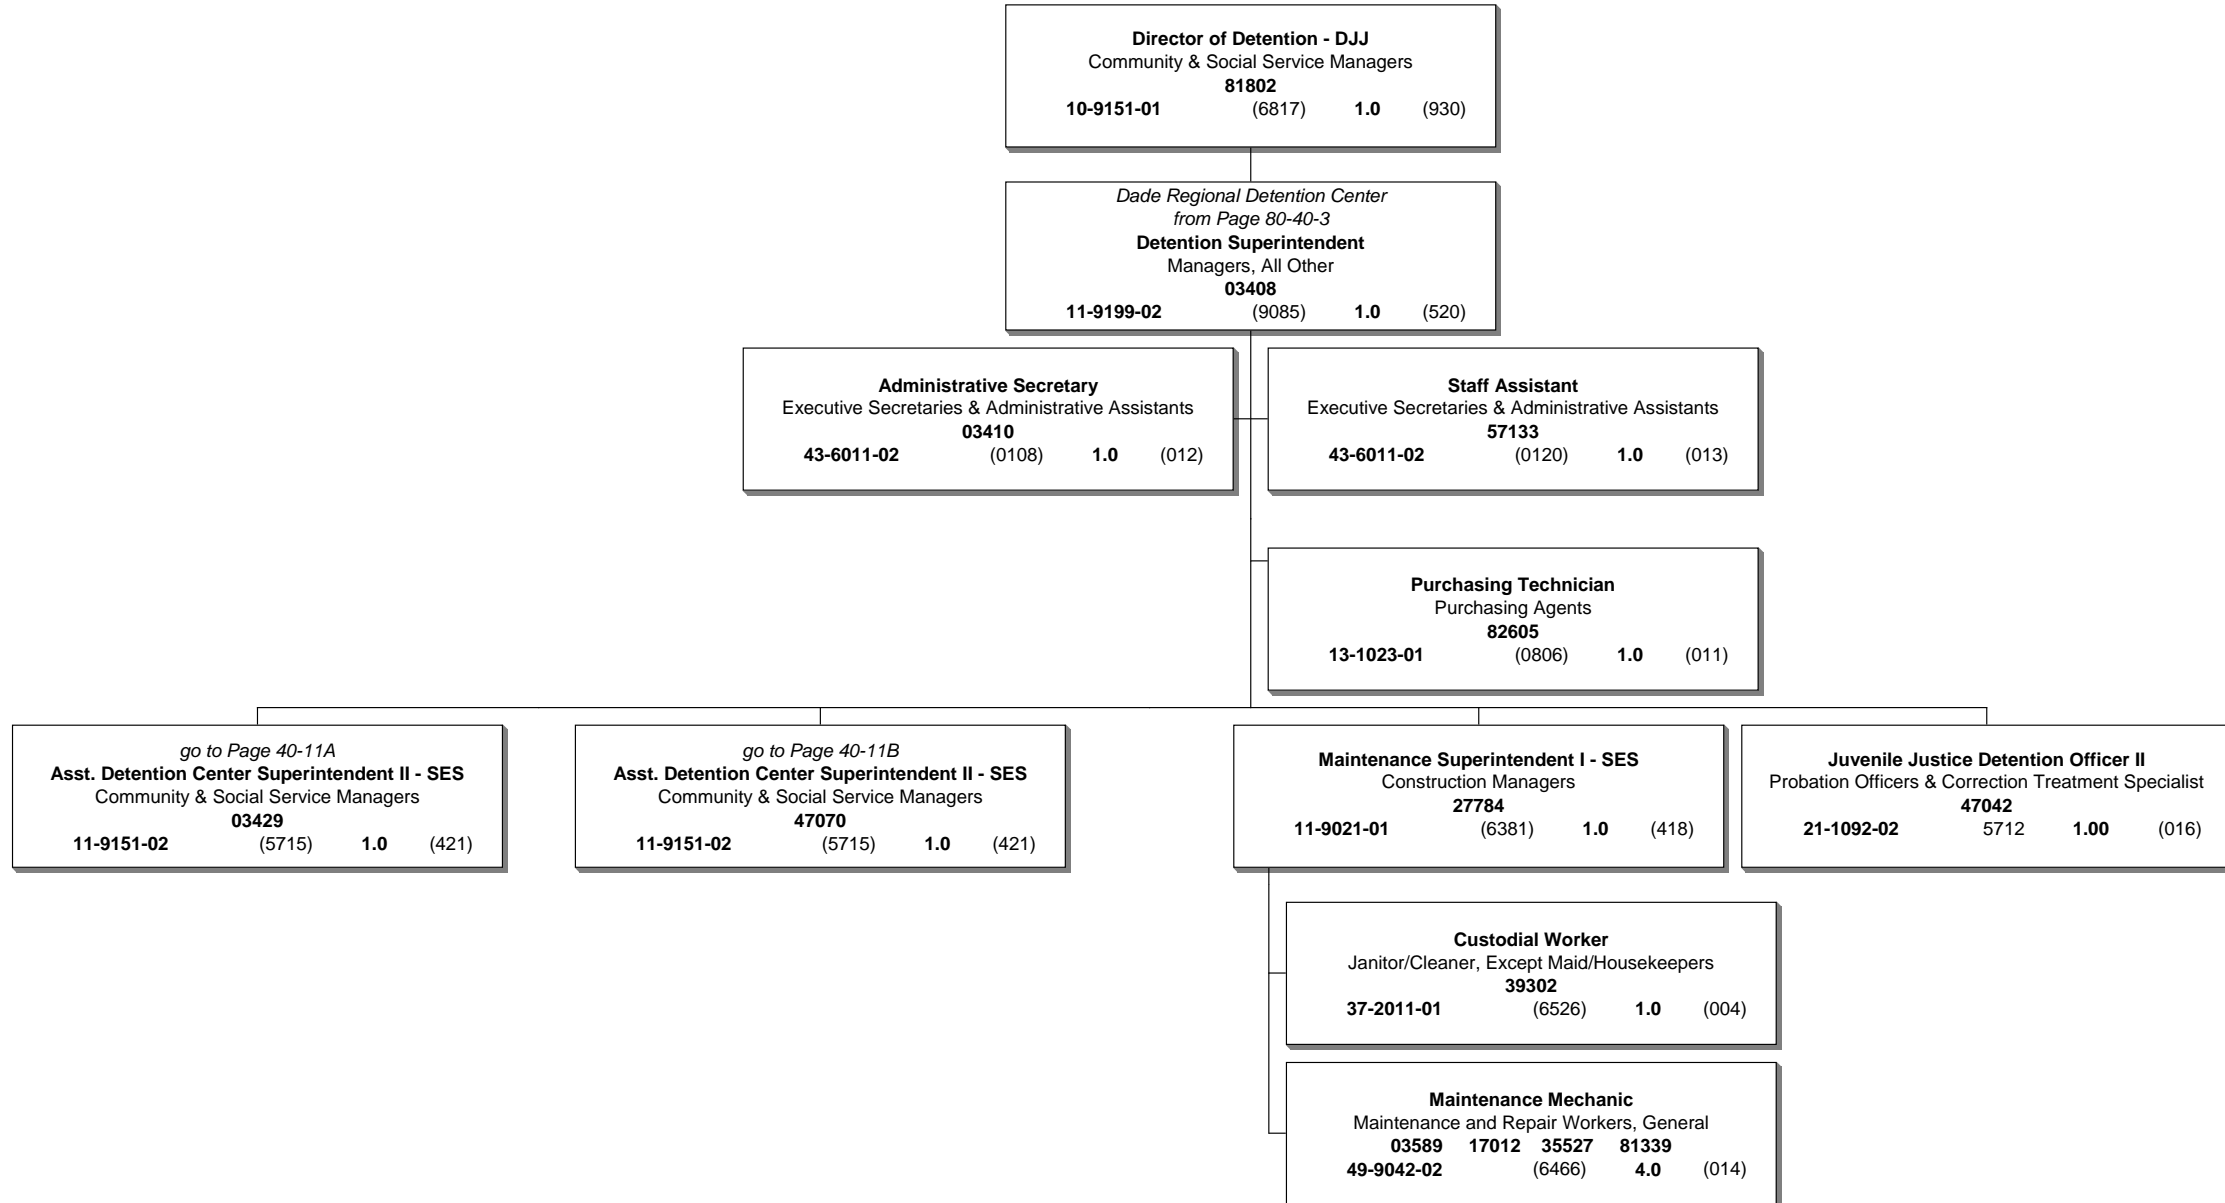 Director of Detention - DJJ
Community & Social Service Managers
81802
10-9151-01 (6817) 1.0 (930)
Dade Regional Detention Center
from Page 80-40-3
Detention Superintendent
Managers, All Other
03408
11-9199-02 (9085) 1.0 (520)
Administrative Secretary
Executive Secretaries & Administrative Assistants
03410
43-6011-02 (0108) 1.0 (012)
Staff Assistant
Executive Secretaries & Administrative Assistants
57133
43-6011-02 (0120) 1.0 (013)
Purchasing Technician
Purchasing Agents
82605
13-1023-01 (0806) 1.0 (011)
go to Page 40-11A
Asst. Detention Center Superintendent II - SES
Community & Social Service Managers
03429
11-9151-02 (5715) 1.0 (421)
go to Page 40-11B
Asst. Detention Center Superintendent II - SES
Community & Social Service Managers
47070
11-9151-02 (5715) 1.0 (421)
Maintenance Superintendent I - SES
Construction Managers
27784
11-9021-01 (6381) 1.0 (418)
Juvenile Justice Detention Officer II
Probation Officers & Correction Treatment Specialist
47042
21-1092-02 5712 1.00 (016)
Custodial Worker
Janitor/Cleaner, Except Maid/Housekeepers
39302
37-2011-01 (6526) 1.0 (004)
Maintenance Mechanic
Maintenance and Repair Workers, General
03589 17012 35527 81339
49-9042-02 (6466) 4.0 (014)